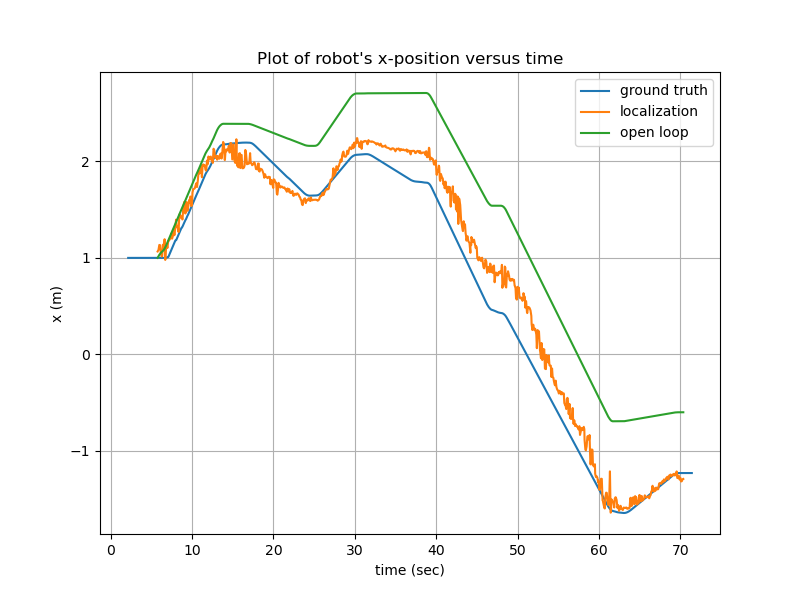 Plot of robot's x-position versus time
ground truth
localization
open loop
x (m)
2
1
0
−1
0 10 20 30 40 50 60 70
time (sec)